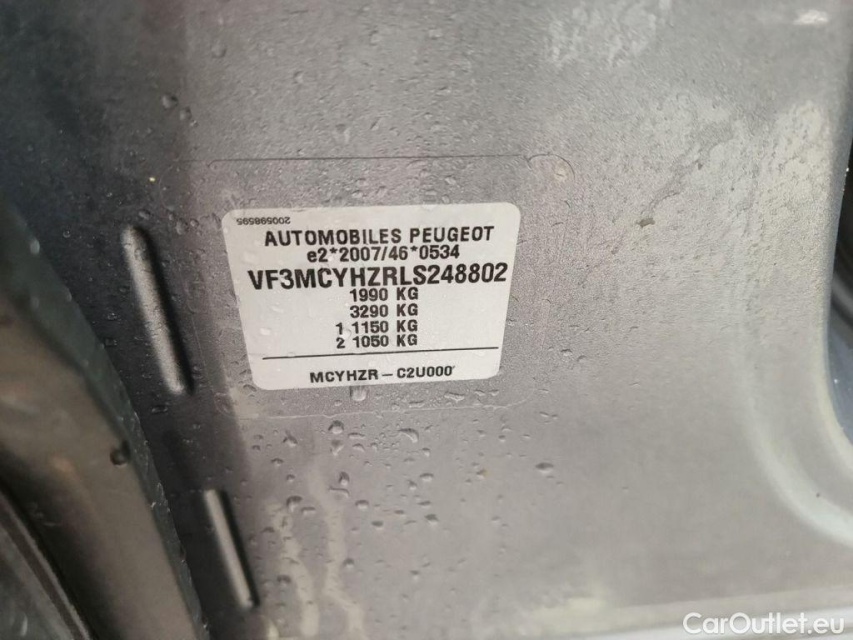 200598595
AUTOMOBILES PEUGEOT
e2*2007/46*0534
VF3MCYHZRLS248802
1990 KG
3290 KG
1 1150 KG
2 1050 KG
MCYHZR - C2U000
CarOutlet.eu